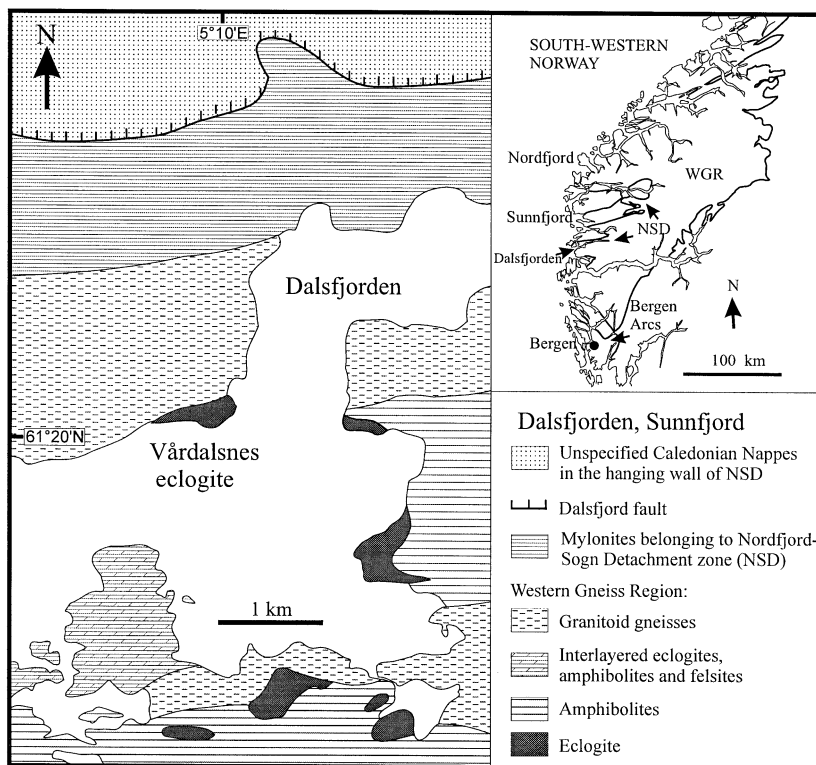 N
5°10'E
Dalsfjorden
61°20'N
Vårdalsnes
eclogite
1 km
SOUTH-WESTERN
NORWAY
Nordfjord
WGR
Sunnfjord
NSD
Dalsfjorden
N
Bergen
Arcs
Bergen
100 km
Dalsfjorden, Sunnfjord
Unspecified Caledonian Nappes
in the hanging wall of NSD
Dalsfjord fault
Mylonites belonging to Nordfjord-
Sogn Detachment zone (NSD)
Western Gneiss Region:
Granitoid gneisses
Interlayered eclogites,
amphibolites and felsites
Amphibolites
Eclogite